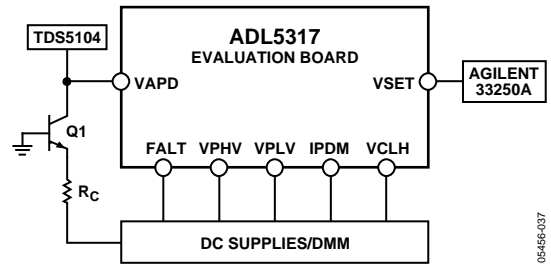 TDS5104
ADL5317
EVALUATION BOARD
VAPD
VSET
AGILENT
33250A
Q1
FALT VPHV VPLV IPDM VCLH
RC
DC SUPPLIES/DMM
05456-037